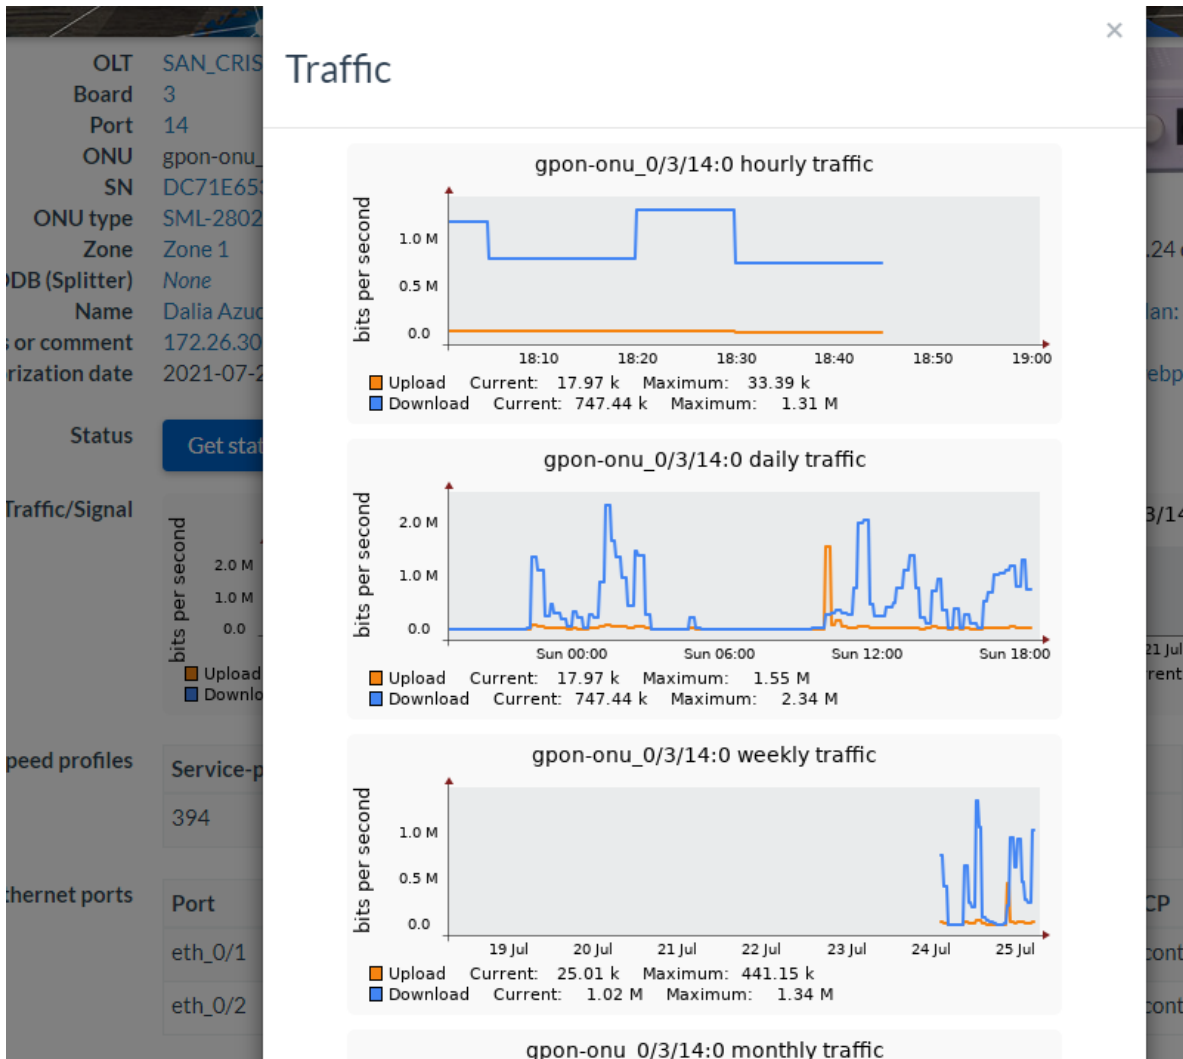 Traffic
×
OLT SAN_CRIS
Board 3
Port 14
ONU gpon-onu_
SN DC71E65
ONU type SML-2802
Zone Zone 1
DB (Splitter) None
Name Dalia Azuc
s or comment 172.26.30
rization date 2021-07-2
Status Get stat
Traffic/Signal
bits per second
2.0 M
1.0 M
0.0
Upload
Downlo
peed profiles
Service-p
394
thernet ports
Port
eth_0/1
eth_0/2
gpon-onu_0/3/14:0 hourly traffic
bits per second
1.0 M
0.5 M
0.0
18:10 18:20 18:30 18:40 18:50 19:00
Upload Current: 17.97 k Maximum: 33.39 k
Download Current: 747.44 k Maximum: 1.31 M
gpon-onu_0/3/14:0 daily traffic
bits per second
2.0 M
1.0 M
0.0
Sun 00:00 Sun 06:00 Sun 12:00 Sun 18:00
Upload Current: 17.97 k Maximum: 1.55 M
Download Current: 747.44 k Maximum: 2.34 M
gpon-onu_0/3/14:0 weekly traffic
bits per second
1.0 M
0.5 M
0.0
19 Jul 20 Jul 21 Jul 22 Jul 23 Jul 24 Jul 25 Jul
Upload Current: 25.01 k Maximum: 441.15 k
Download Current: 1.02 M Maximum: 1.34 M
gpon-onu_0/3/14:0 monthly traffic
.24
lan:
ebp
3/14
21 Jul
rent
CP
cont
cont